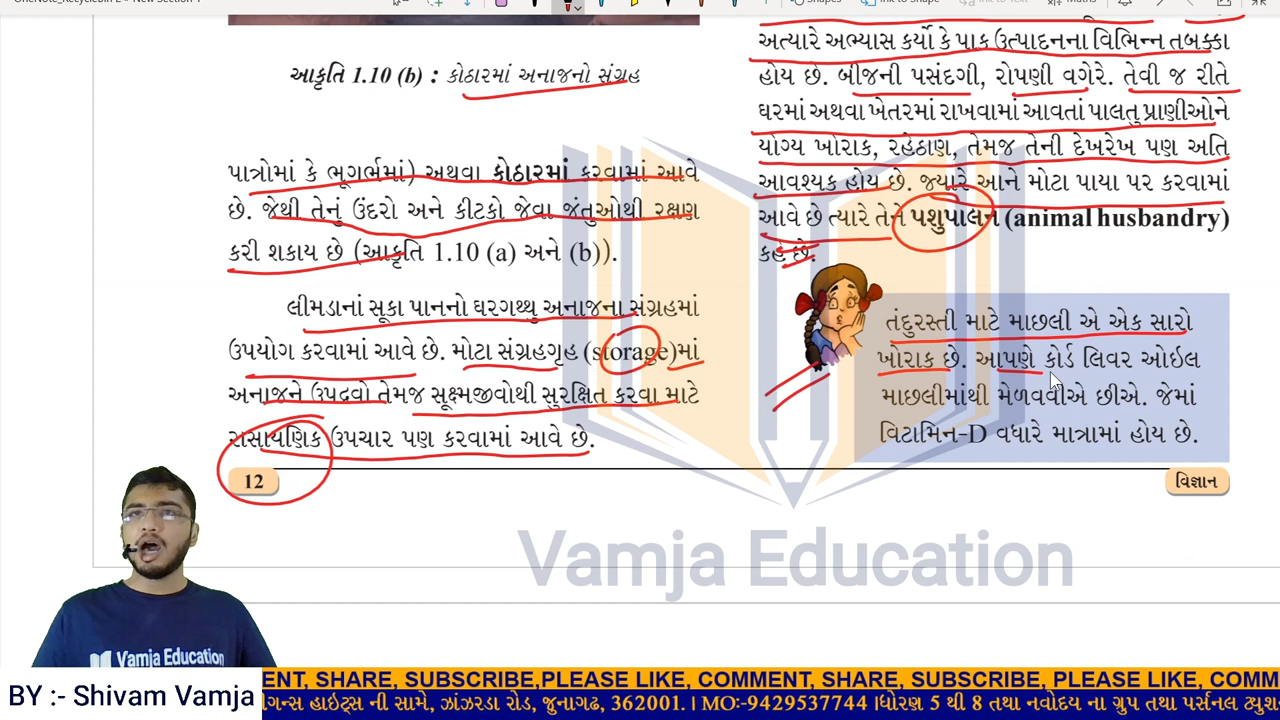 આકૃતિ 1.10 (b) : કોઠારમાં અનાજનો સંગ્રહ
પાત્રોમાં કે ભૂગર્ભમાં) અથવા કોઠારમાં કરવામાં આવે
છે. જેથી તેનું ઉંદરો અને કીટકો જેવા જંતુઓથી રક્ષણ
કરી શકાય છે (આકૃતિ 1.10 (a) અને (b)).
લીમડાનાં સૂકા પાનનો ઘરગથ્થુ અનાજના સંગ્રહમાં
ઉપયોગ કરવામાં આવે છે. મોટા સંગ્રહગૃહ (storage)માં
અનાજને ઉપદ્રવો તેમજ સૂક્ષ્મજીવોથી સુરક્ષિત કરવા માટે
રાસાયણિક ઉપચાર પણ કરવામાં આવે છે.
12
અત્યારે અભ્યાસ કર્યો કે પાક ઉત્પાદનના વિભિન્ન તબક્કા
હોય છે. બીજની પસંદગી, રોપણી વગેરે. તેવી જ રીતે
ઘરમાં અથવા ખેતરમાં રાખવામાં આવતાં પાલતુ પ્રાણીઓને
યોગ્ય ખોરાક, રહેઠાણ, તેમજ તેની દેખરેખ પણ અતિ
આવશ્યક હોય છે. જ્યારે આને મોટા પાયા પર કરવામાં
આવે છે ત્યારે તેને પશુપાલન (animal husbandry)
કહે છે.
તંદુરસ્તી માટે માછલી એ એક સારો
ખોરાક છે. આપણે કોર્ડ લિવર ઓઇલ
માછલીમાંથી મેળવવીએ છીએ. જેમાં
વિટામિન-D વધારે માત્રામાં હોય છે.
વિજ્ઞાન
Vamja Education
Vamja Education
BY :- Shivam Vamja
ENT, SHARE, SUBSCRIBE,PLEASE LIKE, COMMENT, SHARE, SUBSCRIBE, PLEASE LIKE, COM
ગિન્સ હાઇટ્સ ની સામે, ઝાંઝરડા રોડ, જુનાગઢ, 362001. | MO:-9429537744 |ધોરણ 5 થી 8 તથા નવોદય ના ગ્રુપ તથા પર્સનલ ટ્યુશ